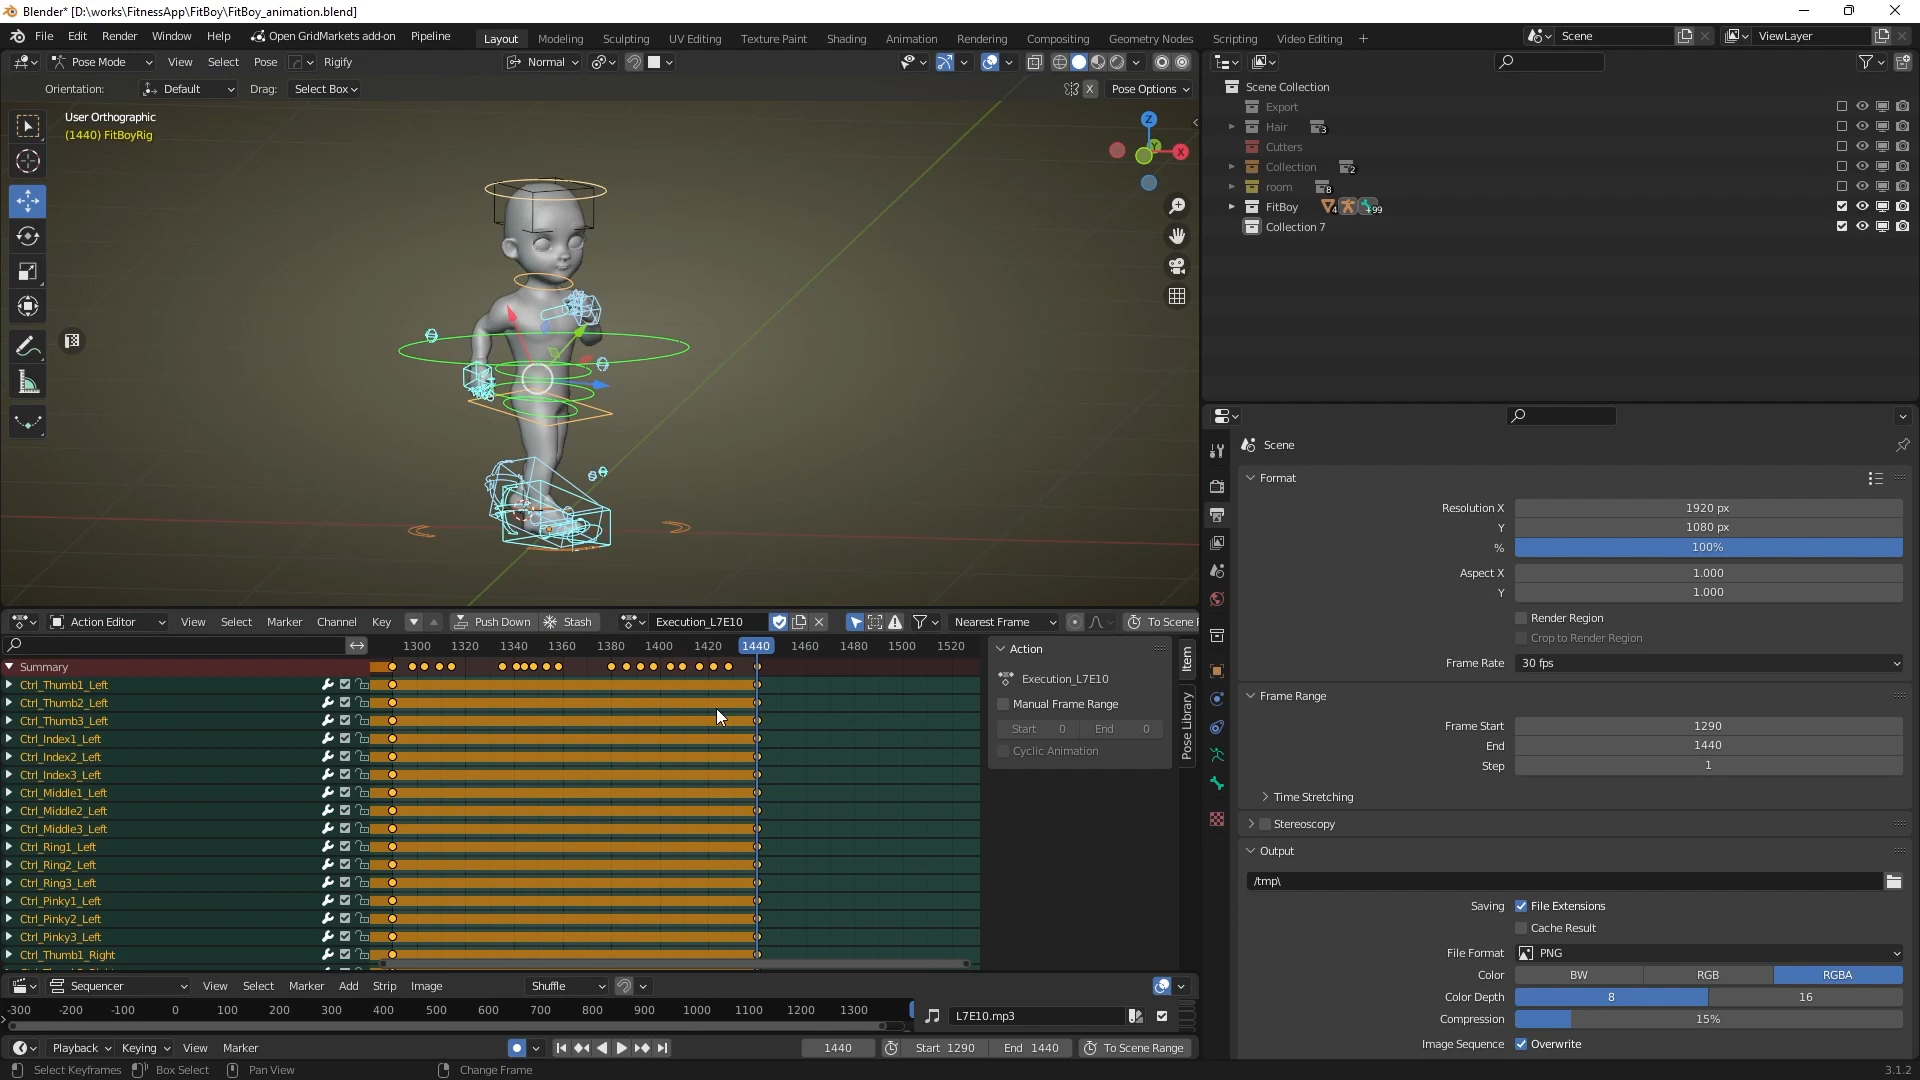 Blender* [D:\works\FitnessApp\FitBoy\FitBoy_animation.blend]
File Edit Render Window Help Open GridMarkets add-on Pipeline Layout Modeling Sculpting UV Editing Texture Paint Shading Animation Rendering Compositing Geometry Nodes Scripting Video Editing + Scene ViewLayer
Pose Mode View Select Pose Rigify Normal
Orientation: Default Drag: Select Box X Pose Options
User Orthographic
(1440) FitBoyRig
Z
Y
X
Scene Collection
Export
Hair 3
Cutters
Collection 2
room 8
FitBoy 4 +99
Collection 7
Scene
Format
Resolution X 1920 px
Y 1080 px
% 100%
Aspect X 1.000
Y 1.000
Render Region
Crop to Render Region
Frame Rate 30 fps
Frame Range
Frame Start 1290
End 1440
Step 1
Time Stretching
Stereoscopy
Output
/tmp\
Saving File Extensions
Cache Result
File Format PNG
Color BW RGB RGBA
Color Depth 8 16
Compression 15%
Image Sequence Overwrite
Action Editor View Select Marker Channel Key Push Down Stash Execution_L7E10 Nearest Frame To Scene F
1300 1320 1340 1360 1380 1400 1420 1440 1460 1480 1500 1520
Summary
Ctrl_Thumb1_Left
Ctrl_Thumb2_Left
Ctrl_Thumb3_Left
Ctrl_Index1_Left
Ctrl_Index2_Left
Ctrl_Index3_Left
Ctrl_Middle1_Left
Ctrl_Middle2_Left
Ctrl_Middle3_Left
Ctrl_Ring1_Left
Ctrl_Ring2_Left
Ctrl_Ring3_Left
Ctrl_Pinky1_Left
Ctrl_Pinky2_Left
Ctrl_Pinky3_Left
Ctrl_Thumb1_Right
Action
Execution_L7E10
Manual Frame Range
Start 0 End 0
Cyclic Animation
Item
Pose Library
Sequencer View Select Marker Add Strip Image Shuffle
-300 -200 -100 0 100 200 300 400 500 600 700 800 900 1000 1100 1200 1300
L7E10.mp3
Playback Keying View Marker 1440 Start 1290 End 1440 To Scene Range
Select Keyframes Box Select Pan View Change Frame 3.1.2